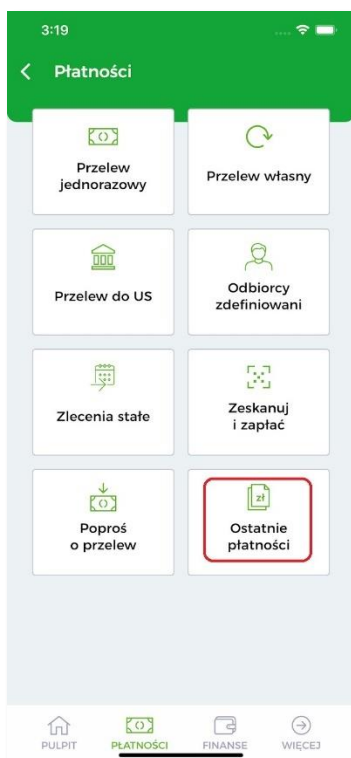 3:19
Płatności
Przelew
jednorazowy
Przelew własny
Przelew do US
Odbiorcy
zdefiniowani
Zlecenia stałe
Zeskanuj
i zapłać
Poproś
o przelew
zł
Ostatnie
płatności
PULPIT
PŁATNOŚCI
FINANSE
WIĘCEJ